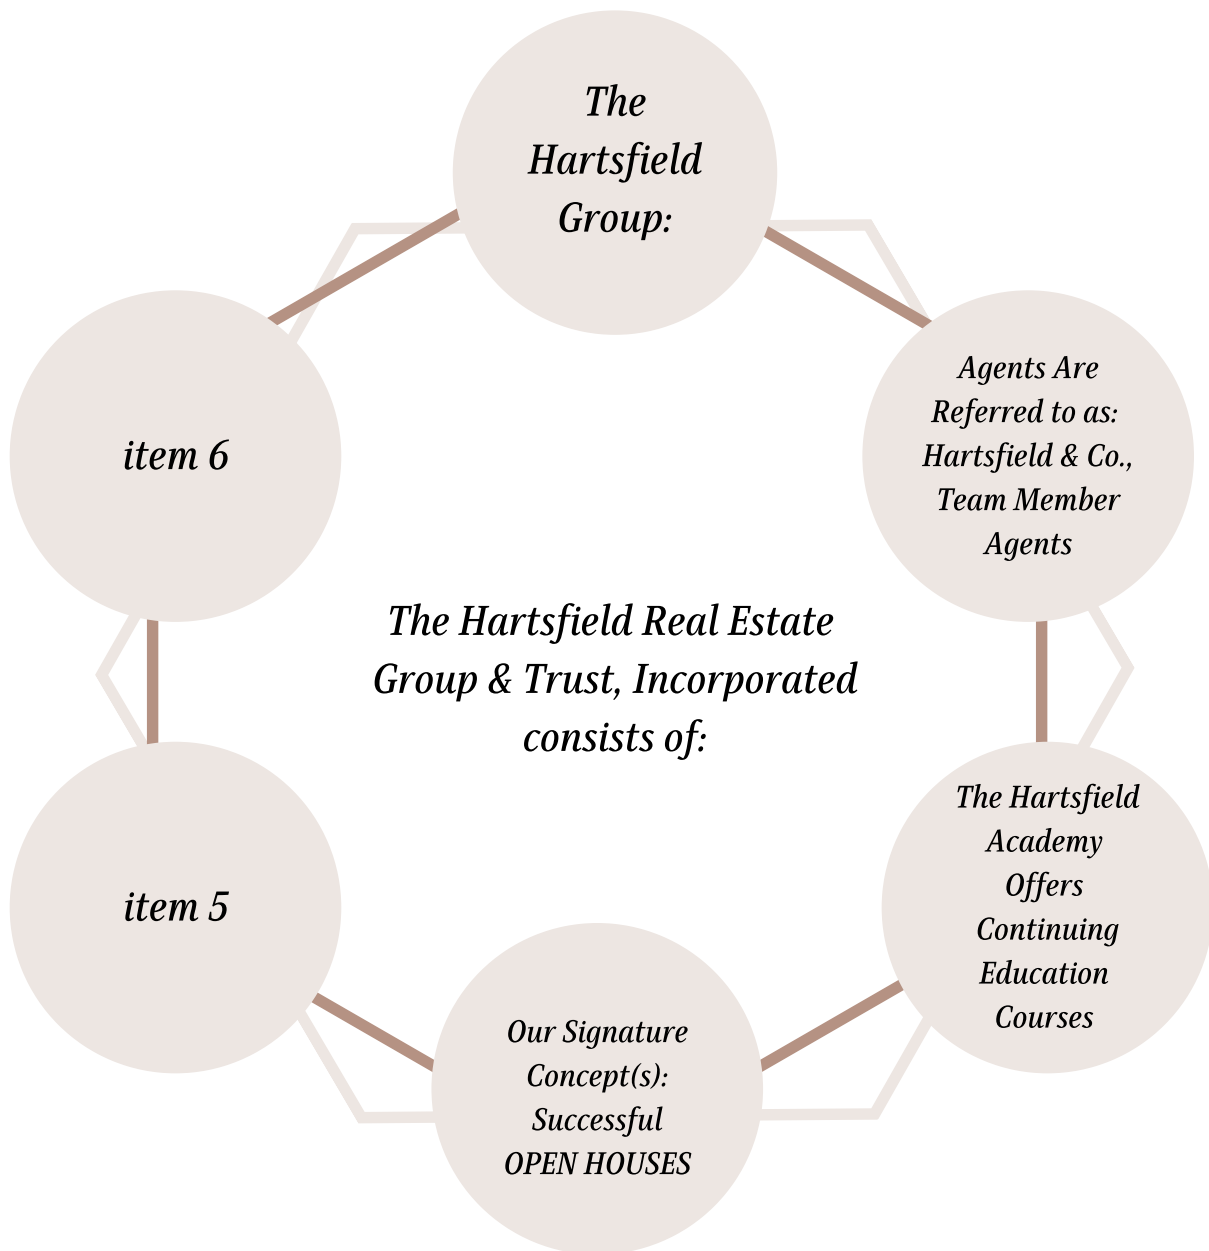 The
Hartsfield
Group:
Agents Are
Referred to as:
Hartsfield & Co.,
Team Member
Agents
item 6
The Hartsfield Real Estate
Group & Trust, Incorporated
consists of:
The Hartsfield
Academy
Offers
Continuing
Education
Courses
item 5
Our Signature
Concept(s):
Successful
OPEN HOUSES